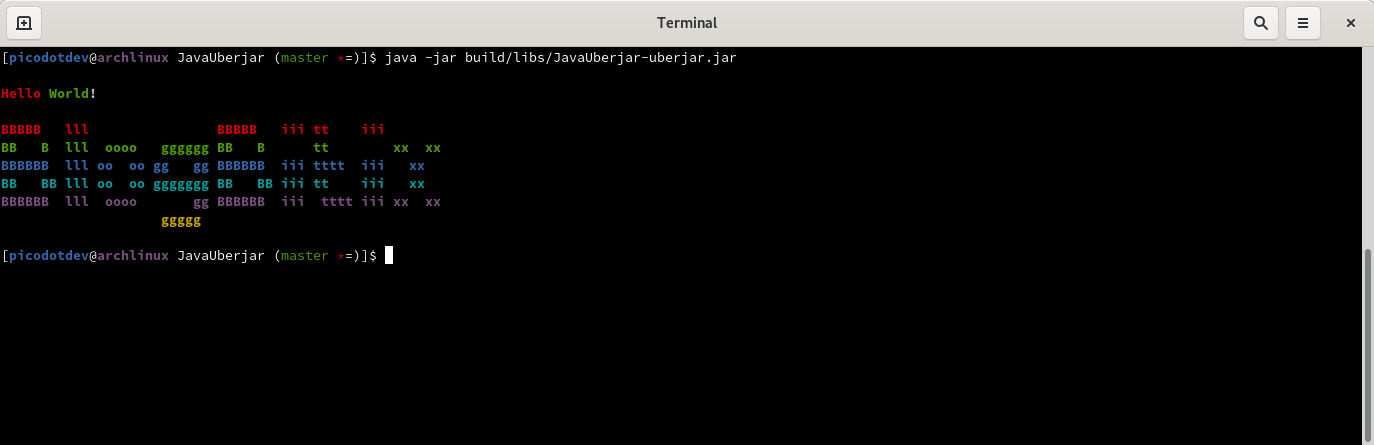 Terminal
[picodotdev@archlinux JavaUberjar (master *=)]$ java -jar build/libs/JavaUberjar-uberjar.jar
Hello World!
BBBBB   lll                BBBBB   iii tt    iii
BB   B  lll  oooo   gggggg BB   B      tt        xx  xx
BBBBBB  lll oo  oo gg   gg BBBBBB  iii tttt  iii   xx
BB   BB lll oo  oo ggggggg BB   BB iii tt    iii   xx
BBBBBB  lll  oooo       gg BBBBBB  iii  tttt iii xx  xx
                    ggggg
[picodotdev@archlinux JavaUberjar (master *=)]$